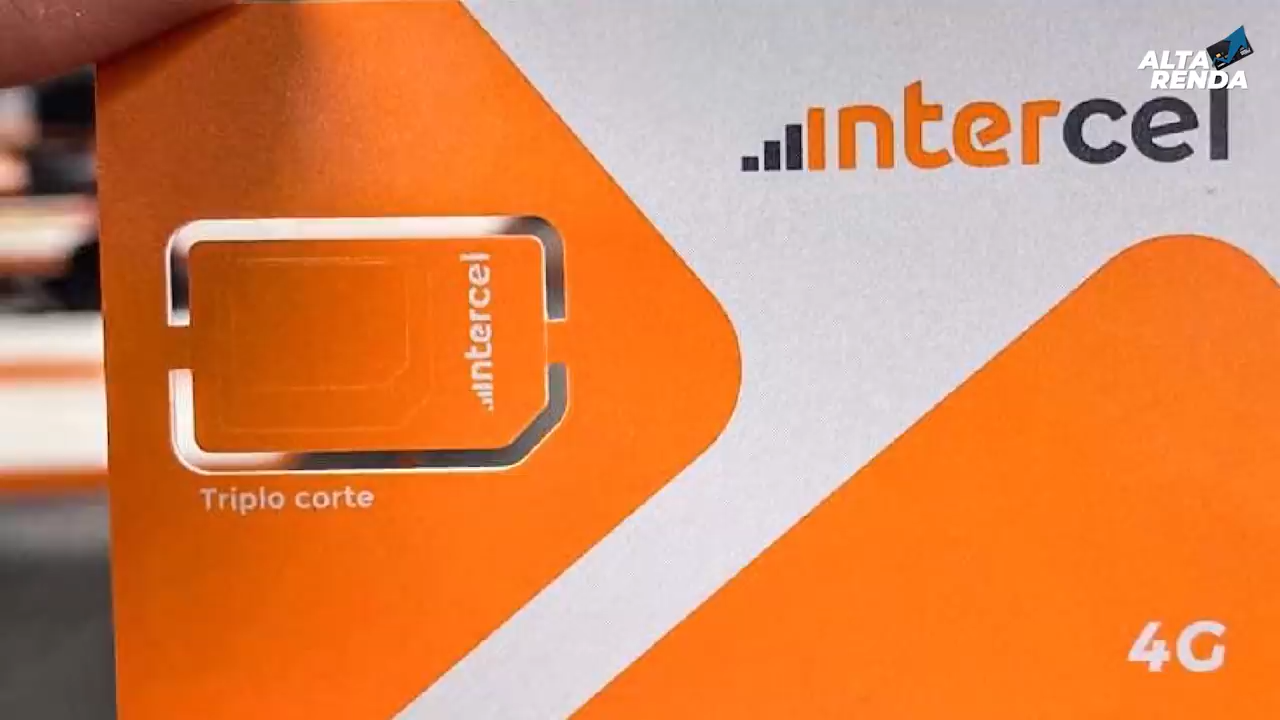 ALTA
RENDA
intercel
intercel
Triplo corte
4G